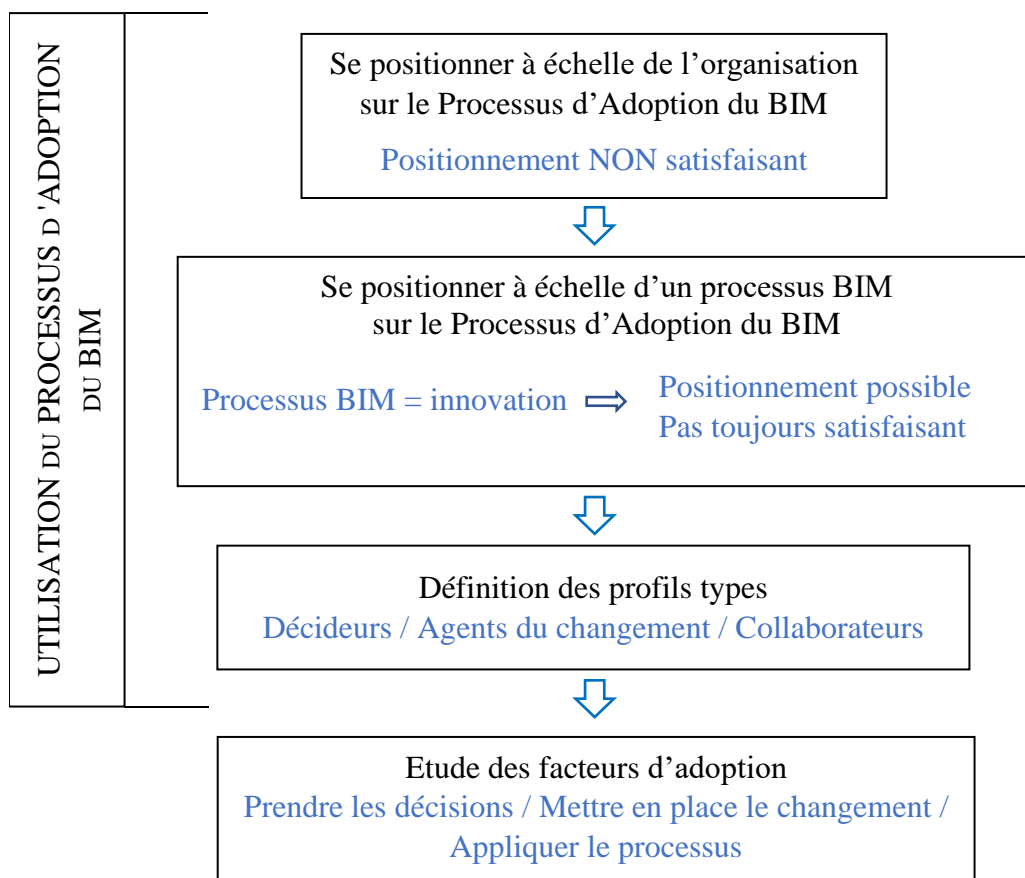 UTILISATION DU PROCESSUS D 'ADOPTION
DU BIM
Se positionner à échelle de l’organisation
sur le Processus d’Adoption du BIM
Positionnement NON satisfaisant
Se positionner à échelle d’un processus BIM
sur le Processus d’Adoption du BIM
Processus BIM = innovation
Positionnement possible
Pas toujours satisfaisant
Définition des profils types
Décideurs / Agents du changement / Collaborateurs
Etude des facteurs d’adoption
Prendre les décisions / Mettre en place le changement /
Appliquer le processus